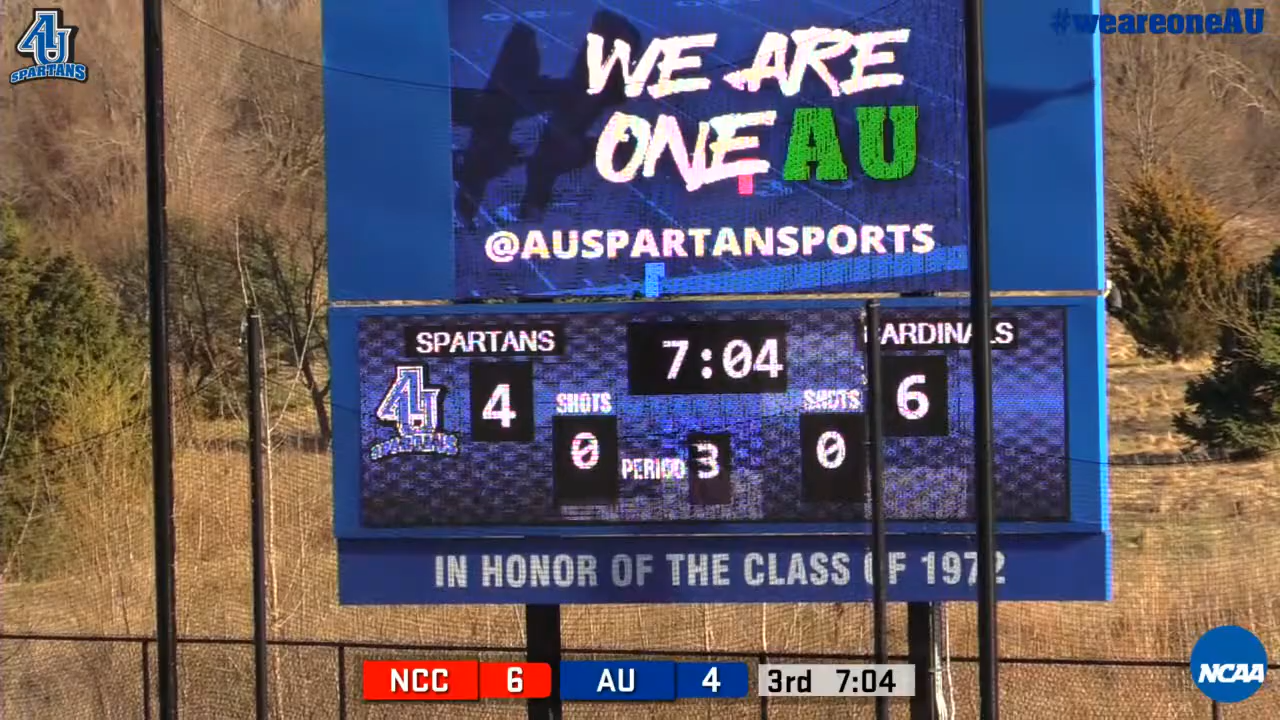 AU
SPARTANS
#weareoneAU
WE ARE
ONE AU
@AUSPARTANSPORTS
SPARTANS
7:04
CARDINALS
AU
SPARTANS
4
SHOTS
0
PERIOD 3
SHOTS
0
6
IN HONOR OF THE CLASS OF 1972
NCC 6 AU 4 3rd 7:04
NCAA